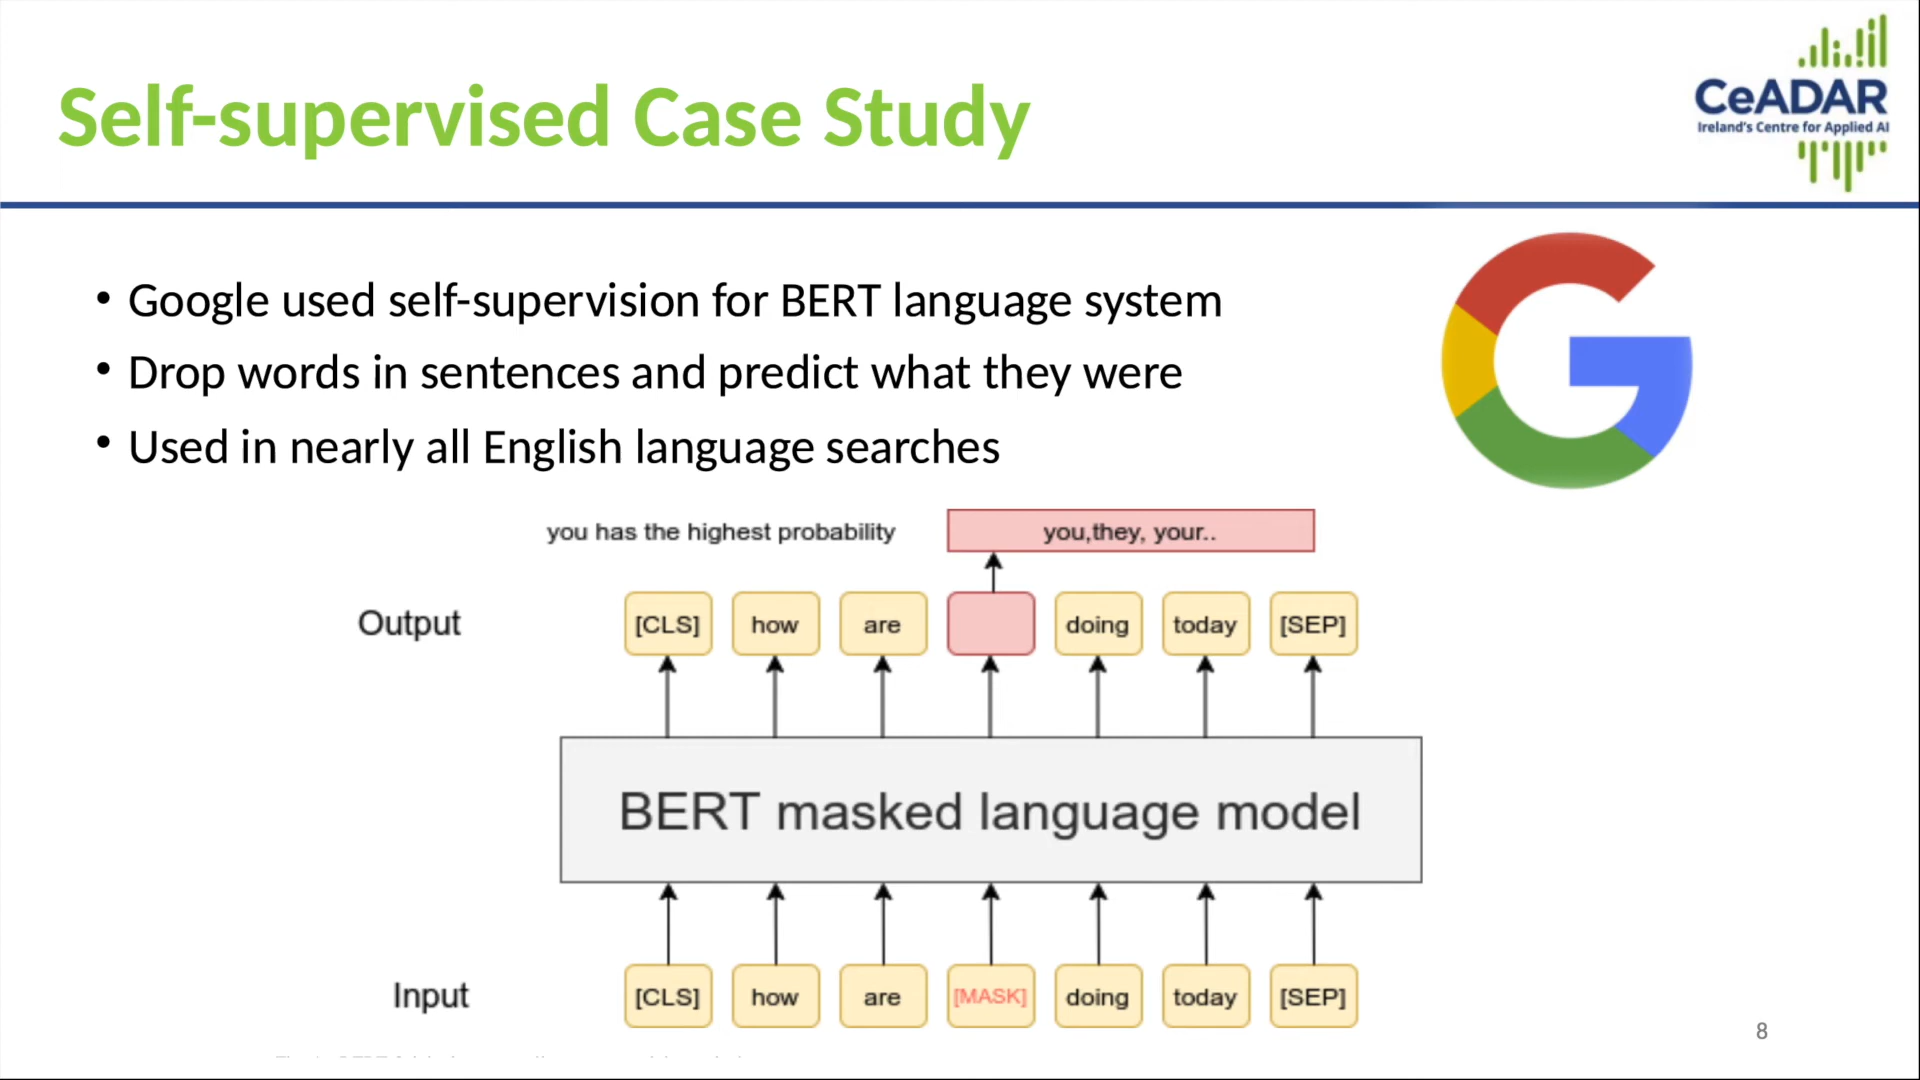 Self-supervised Case Study
CeADAR
Ireland's Centre for Applied AI
• Google used self-supervision for BERT language system
• Drop words in sentences and predict what they were
• Used in nearly all English language searches
you has the highest probability
you,they, your..
Output
[CLS] how are doing today [SEP]
BERT masked language model
Input
[CLS] how are [MASK] doing today [SEP]
8